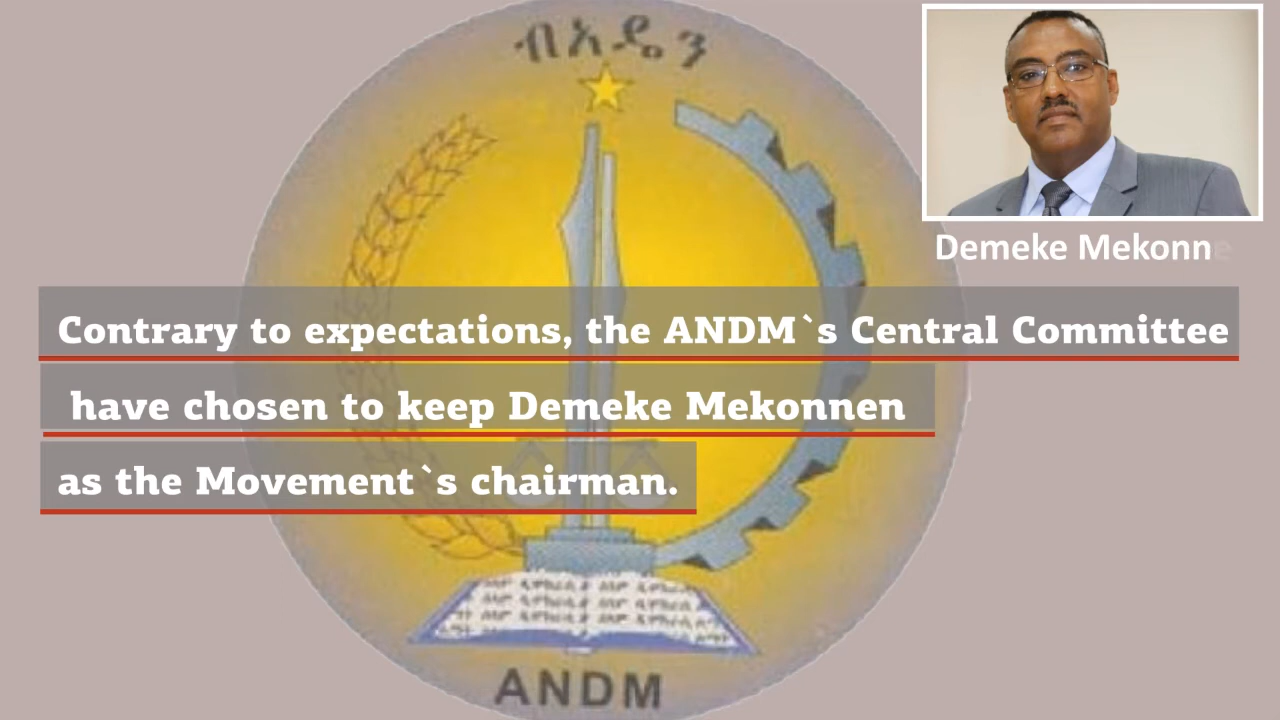 ብአዴን
Demeke Mekonne
Contrary to expectations, the ANDM`s Central Committee
have chosen to keep Demeke Mekonnen
as the Movement`s chairman.
ANDM